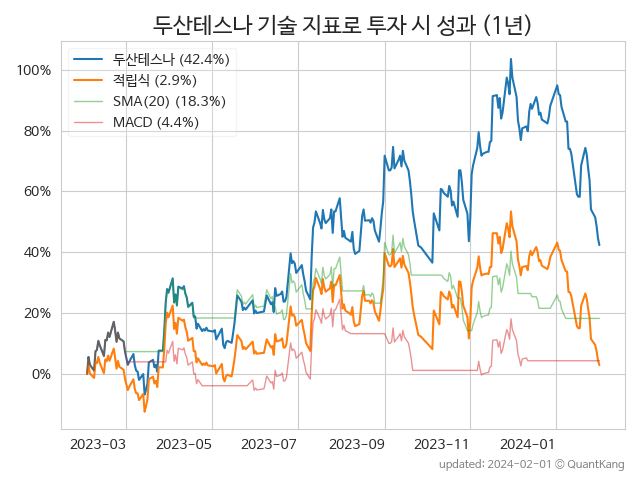 두산테스나 기술 지표로 투자 시 성과 (1년)
두산테스나 (42.4%)
적립식 (2.9%)
SMA(20) (18.3%)
MACD (4.4%)
100%
80%
60%
40%
20%
0%
2023-03 2023-05 2023-07 2023-09 2023-11 2024-01
updated: 2024-02-01 © QuantKang